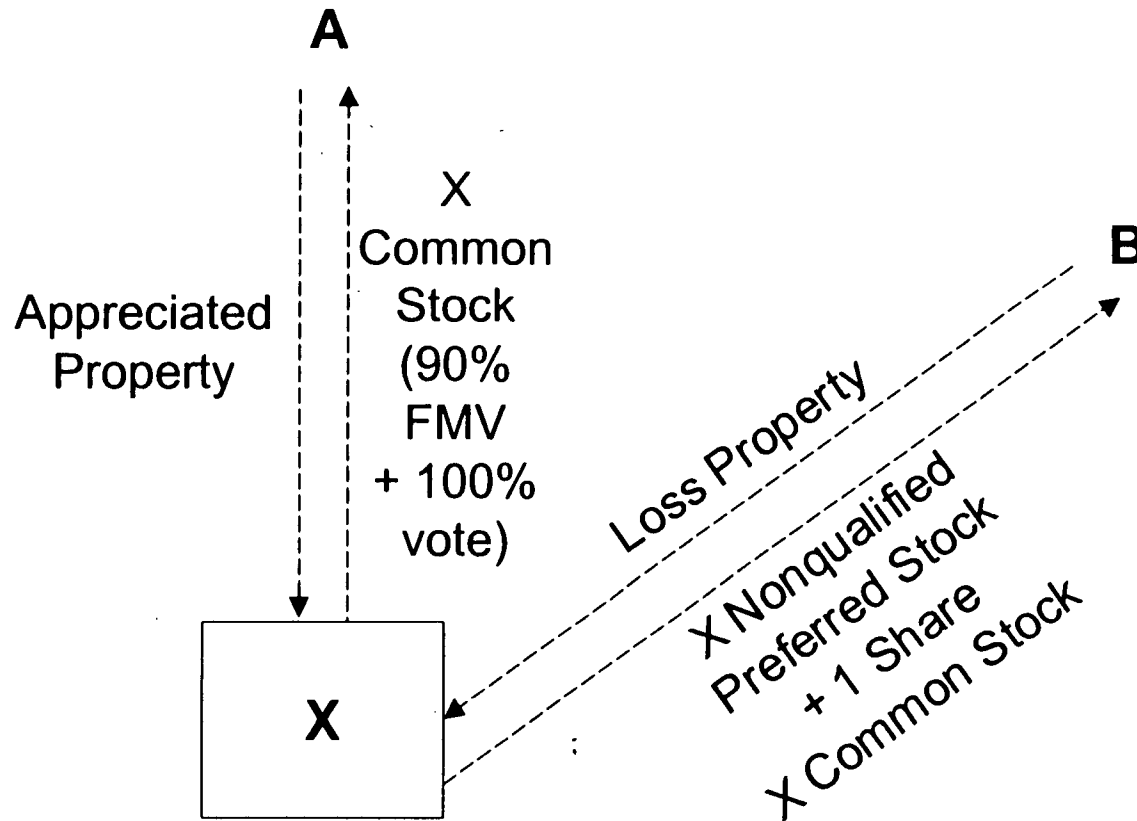 A
X
Common
Stock
(90%
FMV
+ 100%
vote)
Appreciated
Property
B
Loss Property
X Nonqualified
Preferred Stock
+ 1 Share
X Common Stock
X